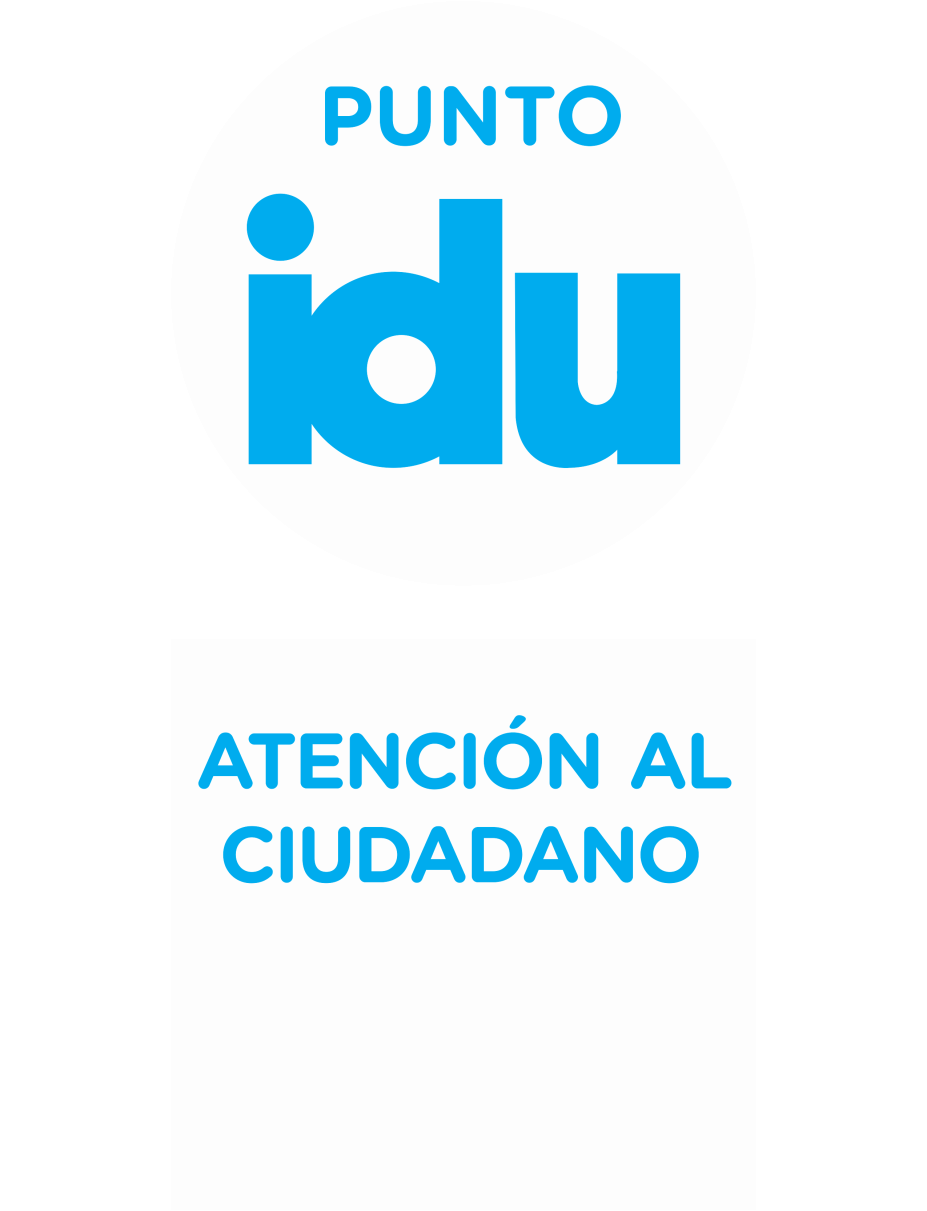 PUNTO
idu
ATENCIÓN AL
CIUDADANO